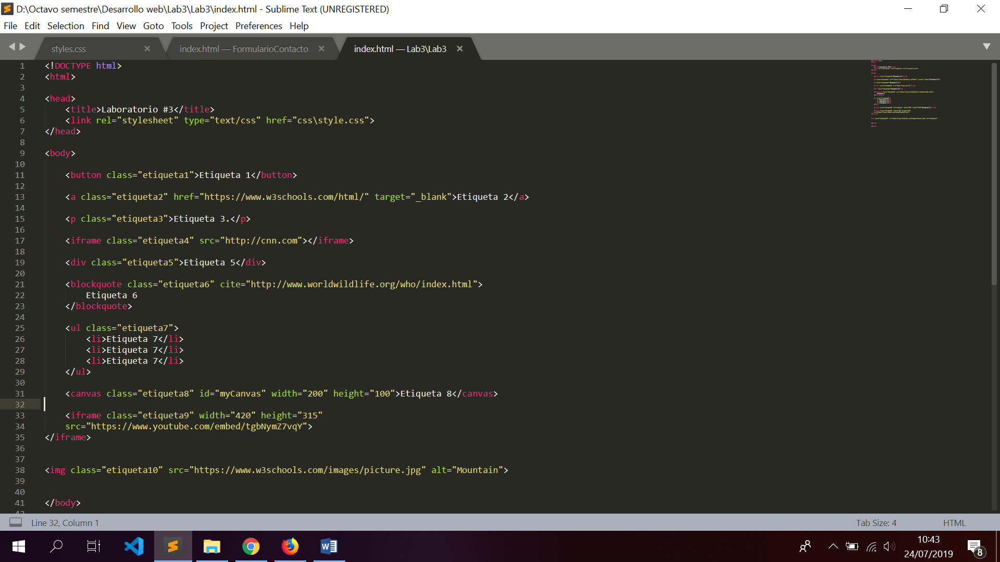 D:\Octavo semestre\Desarrollo web\Lab3\Lab3\index.html - Sublime Text (UNREGISTERED)
File Edit Selection Find View Goto Tools Project Preferences Help
styles.css × index.html — FormularioContacto × index.html — Lab3\Lab3 ×
1 <!DOCTYPE html>
2 <html>
3
4 <head>
5 <title>Laboratorio #3</title>
6 <link rel="stylesheet" type="text/css" href="css\style.css">
7 </head>
8
9 <body>
10
11 <button class="etiqueta1">Etiqueta 1</button>
12
13 <a class="etiqueta2" href="https://www.w3schools.com/html/" target="_blank">Etiqueta 2</a>
14
15 <p class="etiqueta3">Etiqueta 3.</p>
16
17 <iframe class="etiqueta4" src="http://cnn.com"></iframe>
18
19 <div class="etiqueta5">Etiqueta 5</div>
20
21 <blockquote class="etiqueta6" cite="http://www.worldwildlife.org/who/index.html">
22 Etiqueta 6
23 </blockquote>
24
25 <ul class="etiqueta7">
26 <li>Etiqueta 7</li>
27 <li>Etiqueta 7</li>
28 <li>Etiqueta 7</li>
29 </ul>
30
31 <canvas class="etiqueta8" id="myCanvas" width="200" height="100">Etiqueta 8</canvas>
32
33 <iframe class="etiqueta9" width="420" height="315"
34 src="https://www.youtube.com/embed/tgbNymZ7vqY">
35 </iframe>
36
37
38 <img class="etiqueta10" src="https://www.w3schools.com/images/picture.jpg" alt="Mountain">
39
40
41 </body>
42
Line 32, Column 1 Tab Size: 4 HTML
10:43
24/07/2019
8